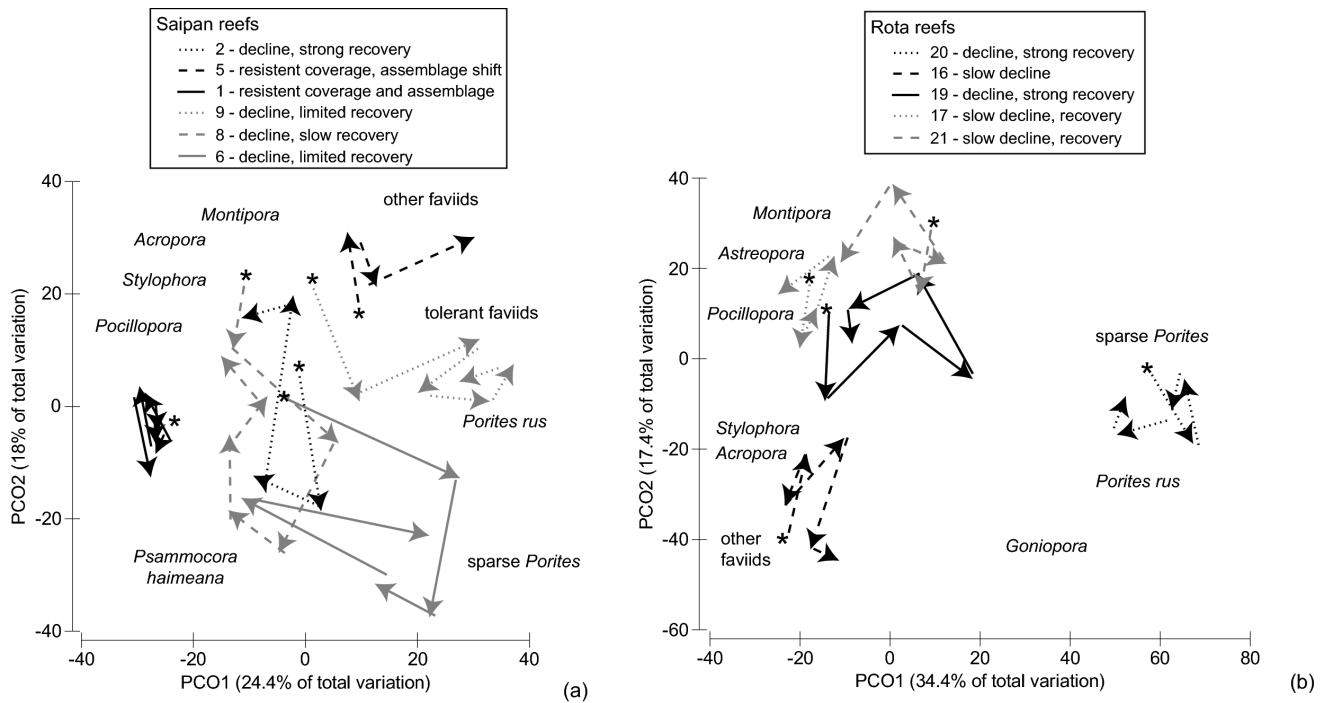 Saipan reefs
2 - decline, strong recovery
5 - resistent coverage, assemblage shift
1 - resistent coverage and assemblage
9 - decline, limited recovery
8 - decline, slow recovery
6 - decline, limited recovery
40
20
0
-20
-40
PCO2 (18% of total variation)
Montipora
other faviids
Acropora
Stylophora
*
*
*
tolerant faviids
Pocillopora
*
*
*
Porites rus
Psammocora
haimeana
sparse Porites
-40
-20
0
20
40
PCO1 (24.4% of total variation)
(a)
Rota reefs
20 - decline, strong recovery
16 - slow decline
19 - decline, strong recovery
17 - slow decline, recovery
21 - slow decline, recovery
40
20
0
-20
-40
-60
PCO2 (17.4% of total variation)
Montipora
*
Astreopora
*
Pocillopora
*
sparse Porites
*
Stylophora
Acropora
Porites rus
other
faviids
*
Goniopora
-40
-20
0
20
40
60
80
PCO1 (34.4% of total variation)
(b)